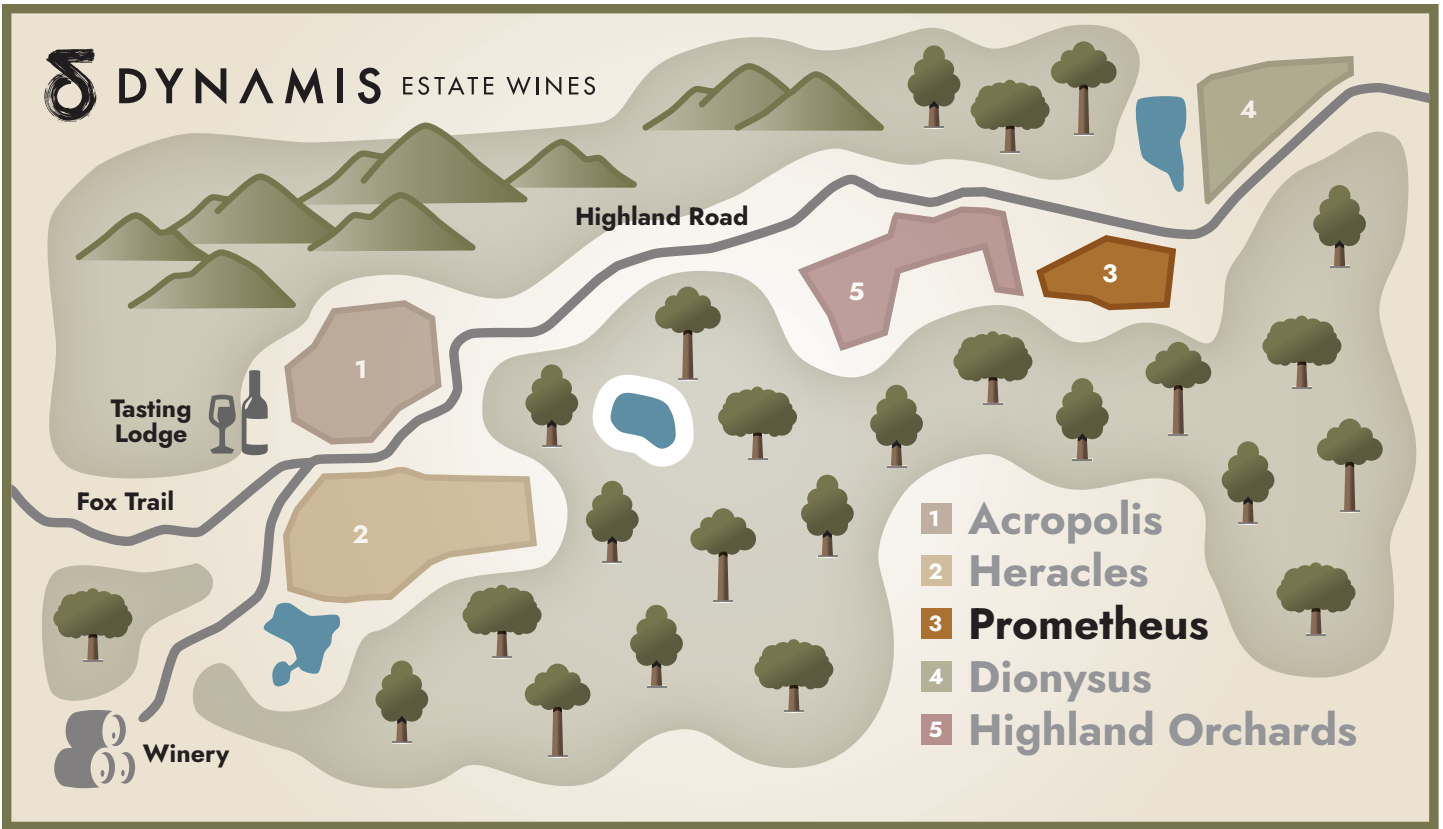 DYNAMIS ESTATE WINES
4
Highland Road
3
5
1
Tasting
Lodge
Fox Trail
2
1 Acropolis
2 Heracles
3 Prometheus
4 Dionysus
5 Highland Orchards
Winery